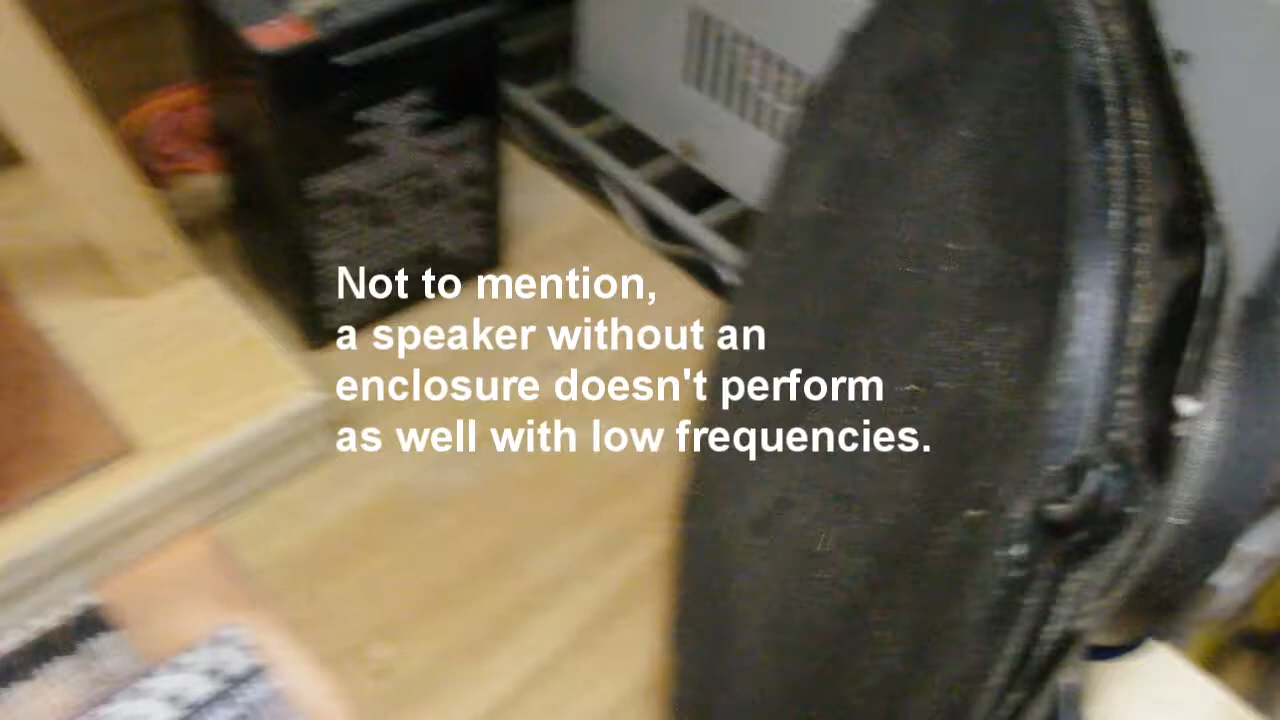 Not to mention,
a speaker without an
enclosure doesn't perform
as well with low frequencies.